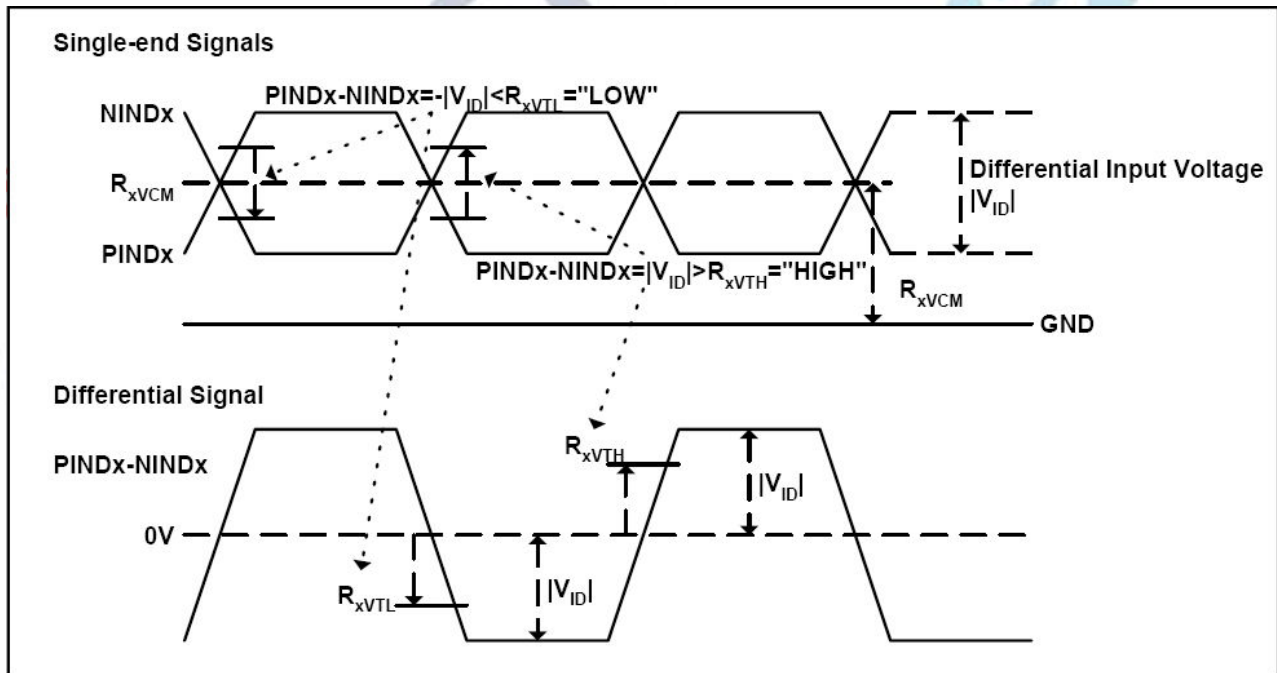 Single-end Signals
PINDx-NINDx=-|VID|<RxVTL="LOW"
NINDx
RxVCM
Differential Input Voltage
|VID|
PINDx
PINDx-NINDx=|VID|>RxVTH="HIGH"
RxVCM
GND
Differential Signal
PINDx-NINDx
RxVTH
|VID|
0V
RxVTL
|VID|